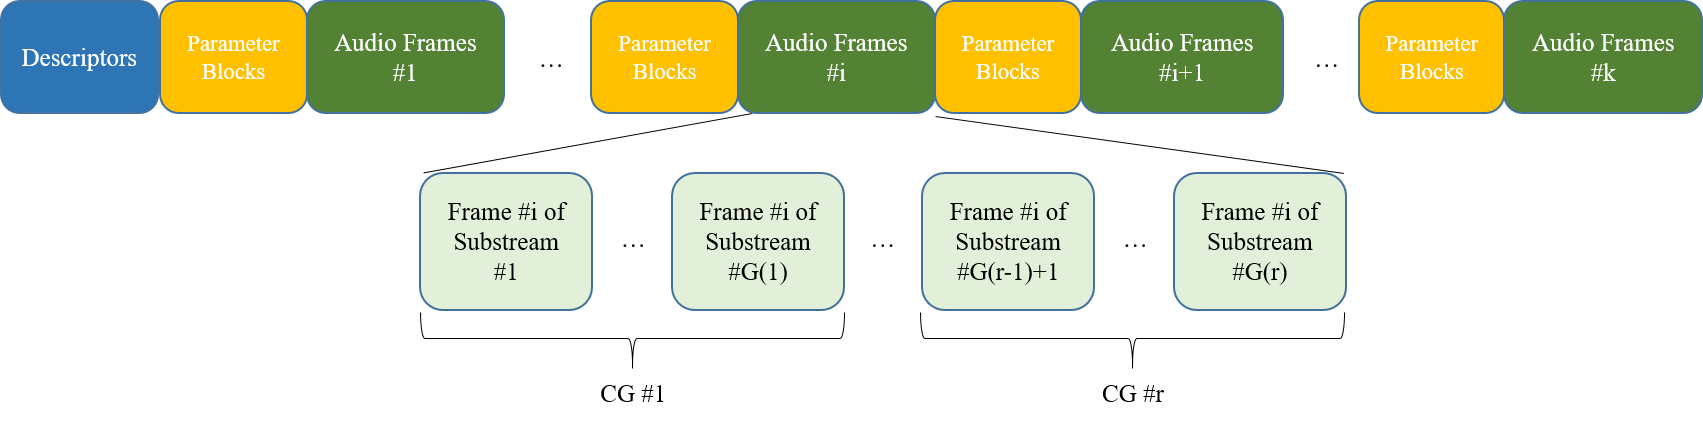 Descriptors
Parameter
Blocks
Audio Frames
#1
…
Parameter
Blocks
Audio Frames
#i
Parameter
Blocks
Audio Frames
#i+1
…
Parameter
Blocks
Audio Frames
#k
Frame #i of
Substream
#1
…
Frame #i of
Substream
#G(1)
…
Frame #i of
Substream
#G(r-1)+1
…
Frame #i of
Substream
#G(r)
CG #1
CG #r